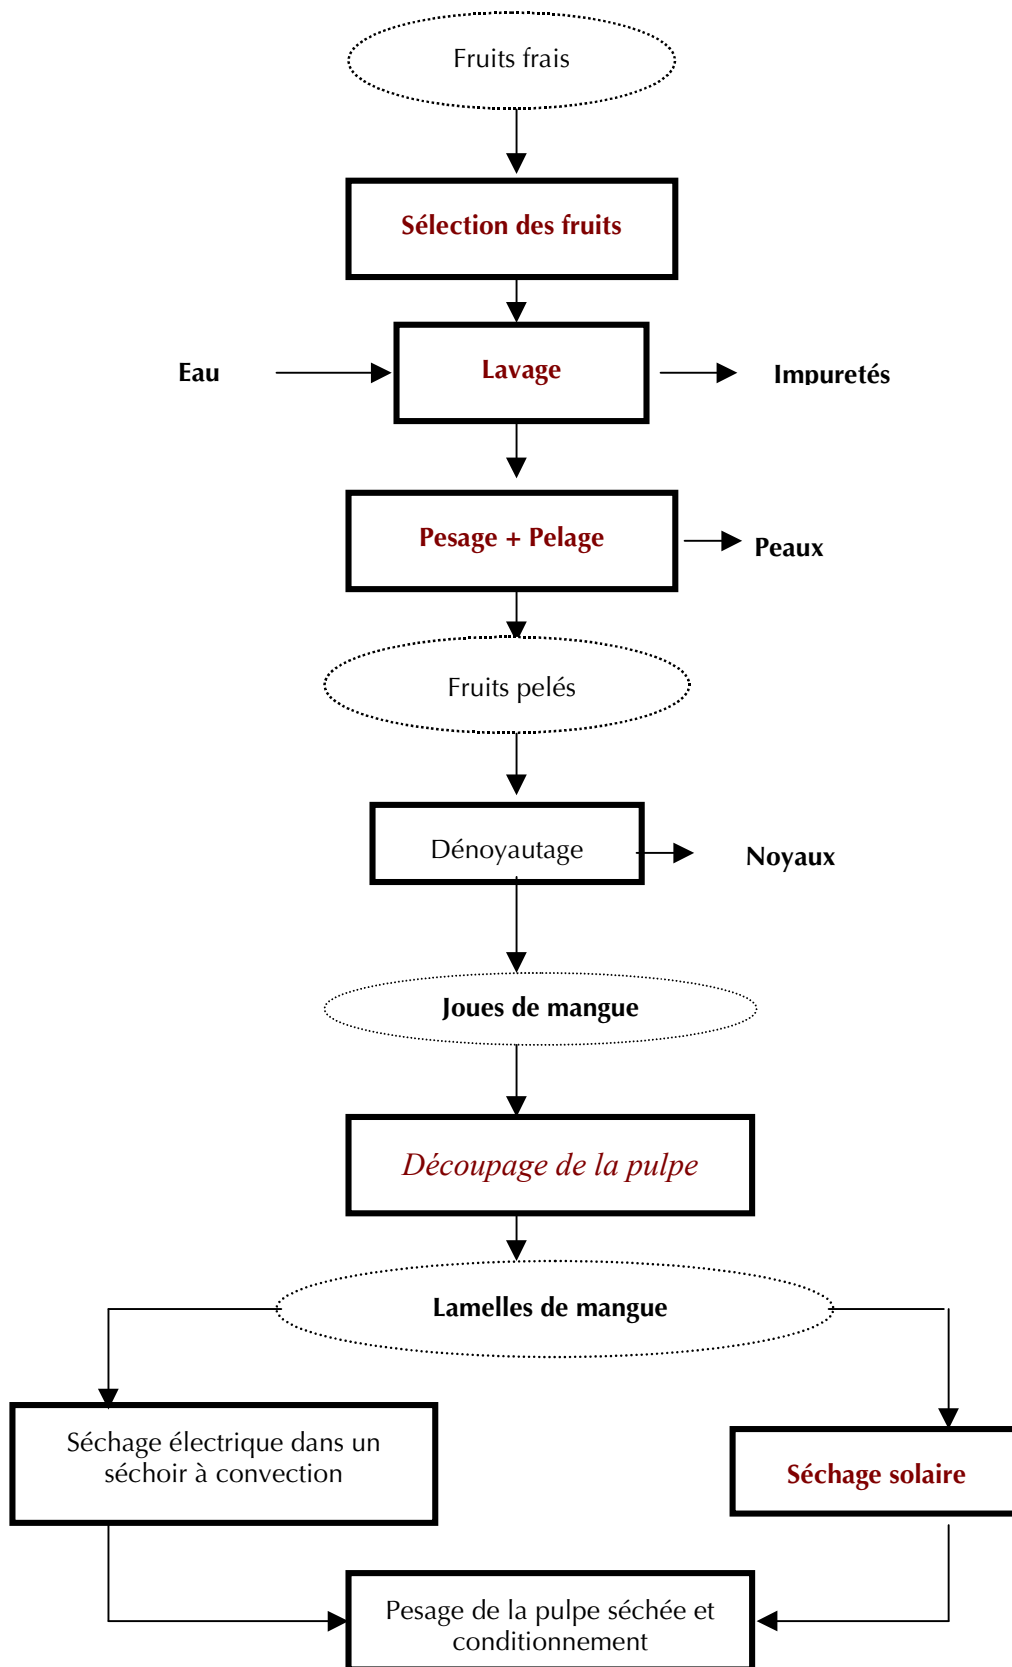 Fruits frais
Sélection des fruits
Eau
Lavage
Impuretés
Pesage + Pelage
Peaux
Fruits pelés
Dénoyautage
Noyaux
Joues de mangue
Découpage de la pulpe
Lamelles de mangue
Séchage électrique dans un
séchoir à convection
Séchage solaire
Pesage de la pulpe séchée et
conditionnement